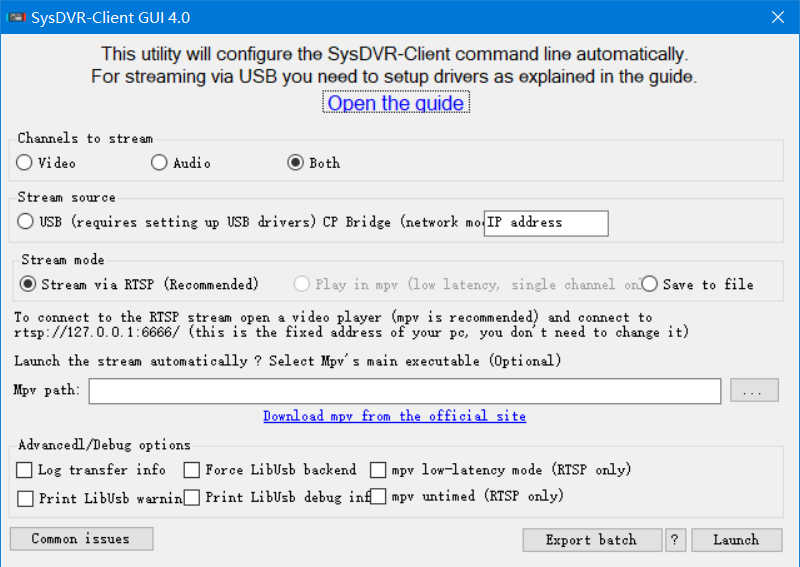 SysDVR-Client GUI 4.0
This utility will configure the SysDVR-Client command line automatically.
For streaming via USB you need to setup drivers as explained in the guide.
Open the guide
Channels to stream
Video Audio Both
Stream source
USB (requires setting up USB drivers) CP Bridge (network mo IP address
Stream mode
Stream via RTSP (Recommended) Play in mpv (low latency, single channel on Save to file
To connect to the RTSP stream open a video player (mpv is recommended) and connect to
rtsp://127.0.0.1:6666/ (this is the fixed address of your pc, you don't need to change it)
Launch the stream automatically ? Select Mpv's main executable (Optional)
Mpv path: ...
Download mpv from the official site
Advancedl/Debug options
Log transfer info Force LibUsb backend mpv low-latency mode (RTSP only)
Print LibUsb warnin Print LibUsb debug inf mpv untimed (RTSP only)
Common issues Export batch ? Launch